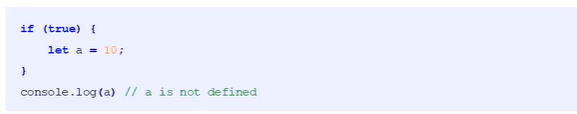 if (true) {
    let a = 10;
}
console.log(a) // a is not defined